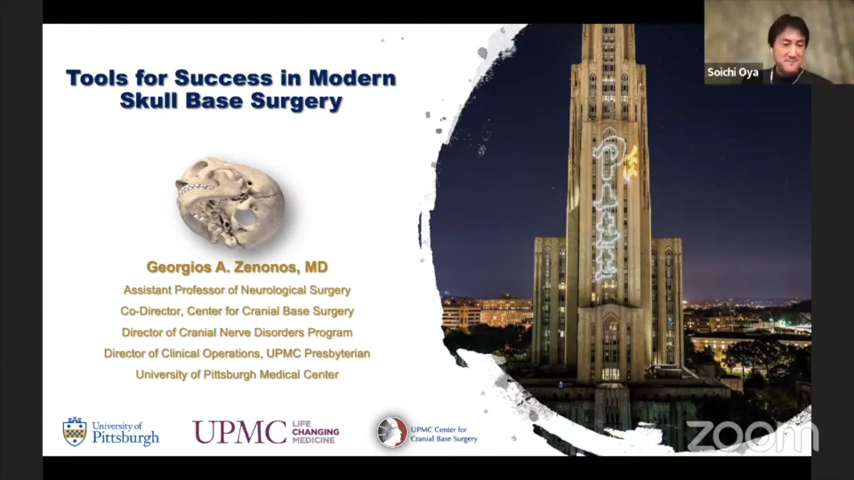 Tools for Success in Modern
Skull Base Surgery
Georgios A. Zenonos, MD
Assistant Professor of Neurological Surgery
Co-Director, Center for Cranial Base Surgery
Director of Cranial Nerve Disorders Program
Director of Clinical Operations, UPMC Presbyterian
University of Pittsburgh Medical Center
University of
Pittsburgh
UPMC
LIFE
CHANGING
MEDICINE
UPMC Center for
Cranial Base Surgery
Soichi Oya
zoom